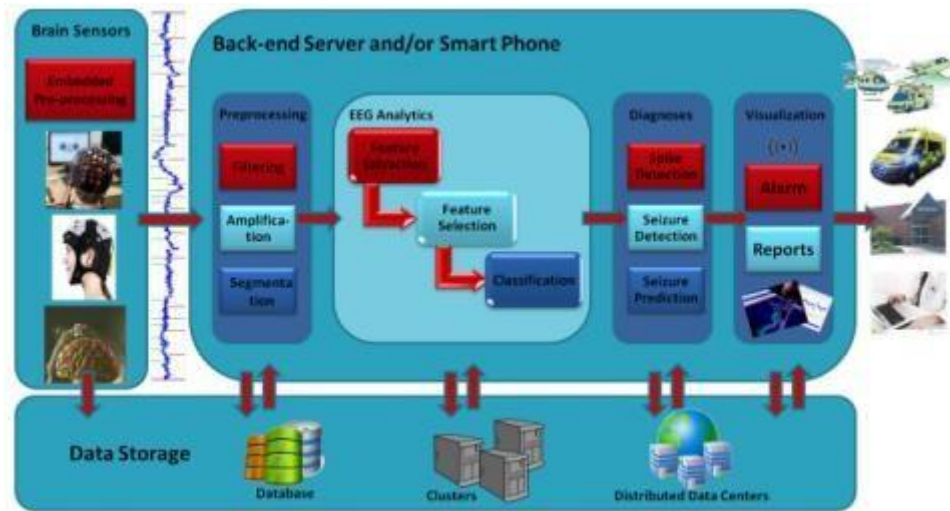 Brain Sensors
Embedded
Pre-processing
Back-end Server and/or Smart Phone
Preprocessing
Filtering
Amplifica-
tion
Segmenta
tion
EEG Analytics
Feature
Extraction
Feature
Selection
Classification
Diagnoses
Spike
Detection
Seizure
Detection
Seizure
Prediction
Visualization
Alarm
Reports
Data Storage
Database
Clusters
Distributed Data Centers